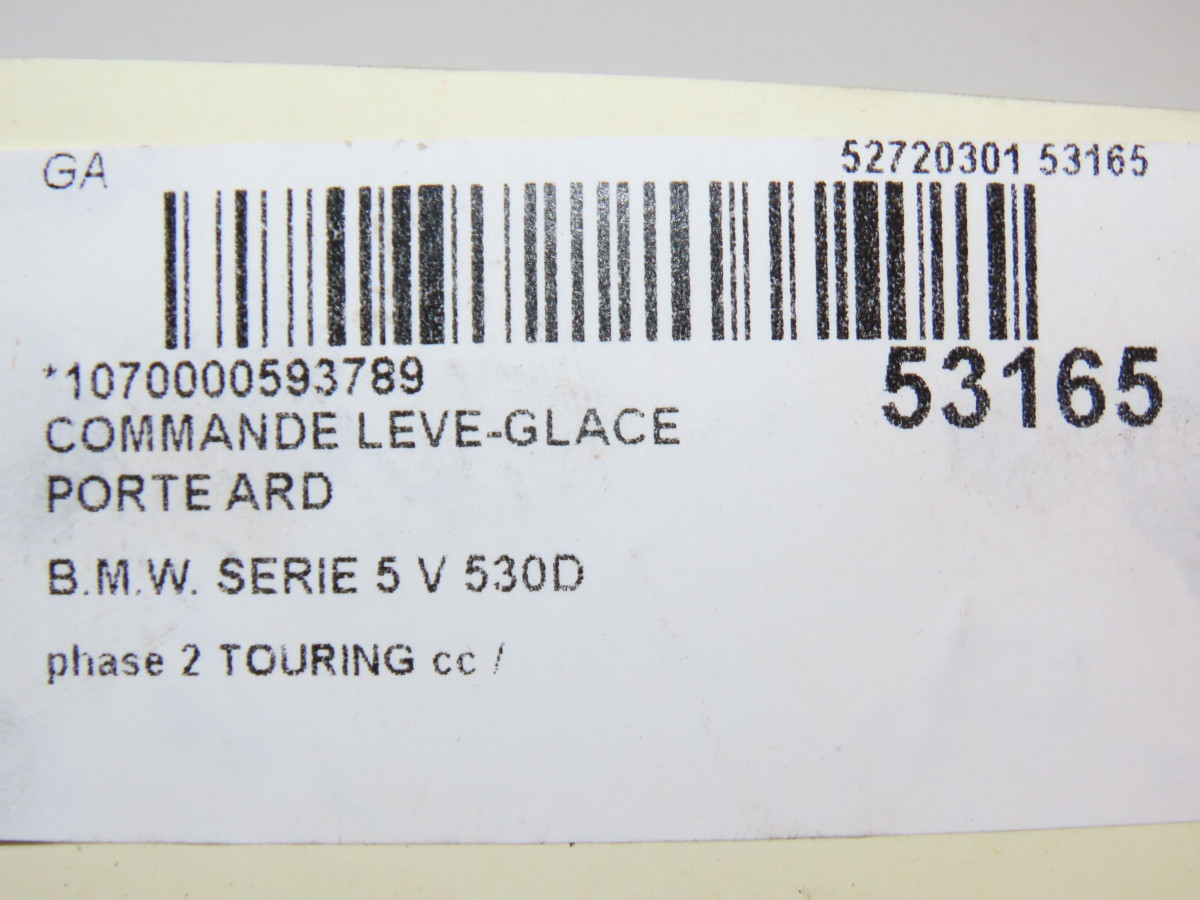 GA 52720301 53165
*1070000593789 53165
COMMANDE LEVE-GLACE
PORTE ARD
B.M.W. SERIE 5 V 530D
phase 2 TOURING cc /